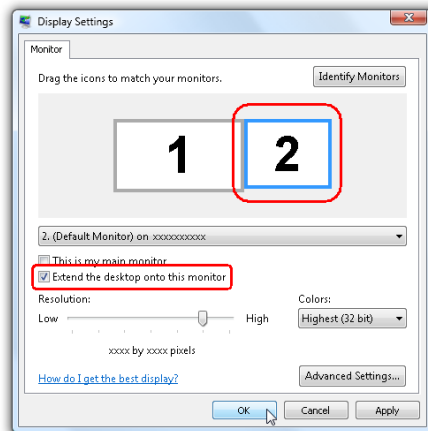 Display Settings
Monitor
Drag the icons to match your monitors.
Identify Monitors
1
2
2. (Default Monitor) on xxxxxxxxxx
This is my main monitor
Extend the desktop onto this monitor
Resolution:
Colors:
Low
High
Highest (32 bit)
xxxx by xxxx pixels
How do I get the best display?
Advanced Settings...
OK
Cancel
Apply